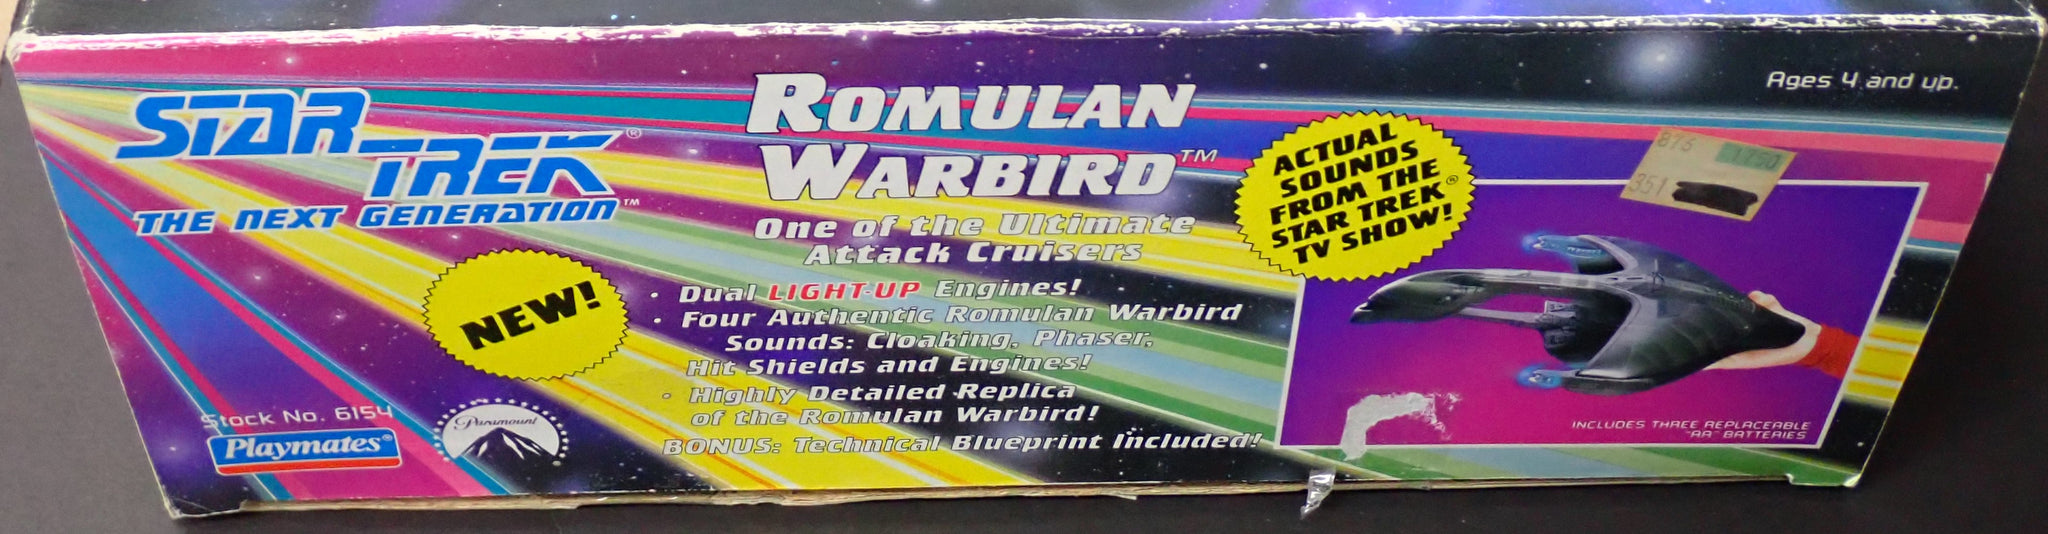 STAR
TREK®
THE NEXT GENERATION™
NEW!
Stock No. 6154
Playmates®
Paramount
ROMULAN
WARBIRD™
One of the Ultimate
Attack Cruisers
• Dual LIGHT-UP Engines!
• Four Authentic Romulan Warbird
Sounds: Cloaking, Phaser,
Hit Shields and Engines!
• Highly Detailed Replica
of the Romulan Warbird!
BONUS: Technical Blueprint Included!
ACTUAL
SOUNDS
FROM THE
STAR TREK®
TV SHOW!
Ages 4 and up.
351
INCLUDES THREE REPLACEABLE
"AA" BATTERIES